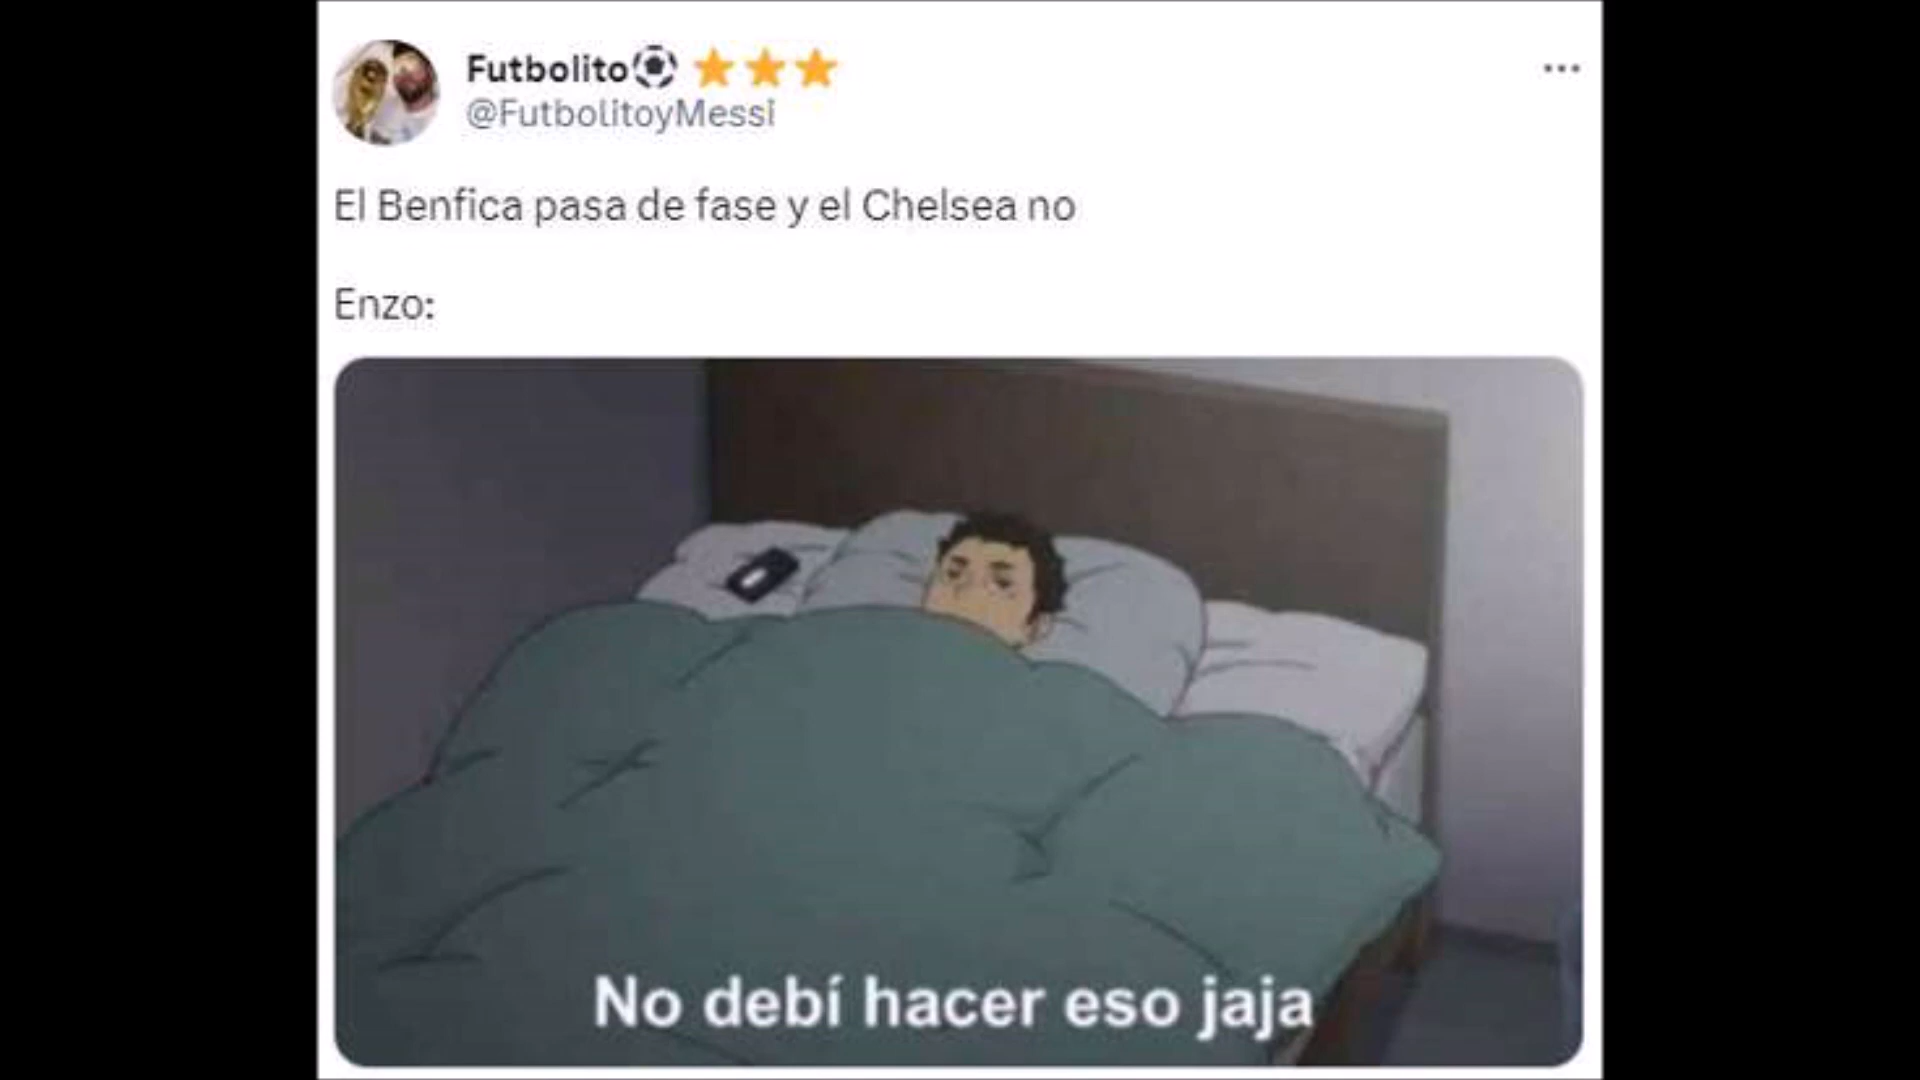 Futbolito⚽ ⭐⭐⭐
@FutbolitoyMessi
El Benfica pasa de fase y el Chelsea no
Enzo:
No debí hacer eso jaja